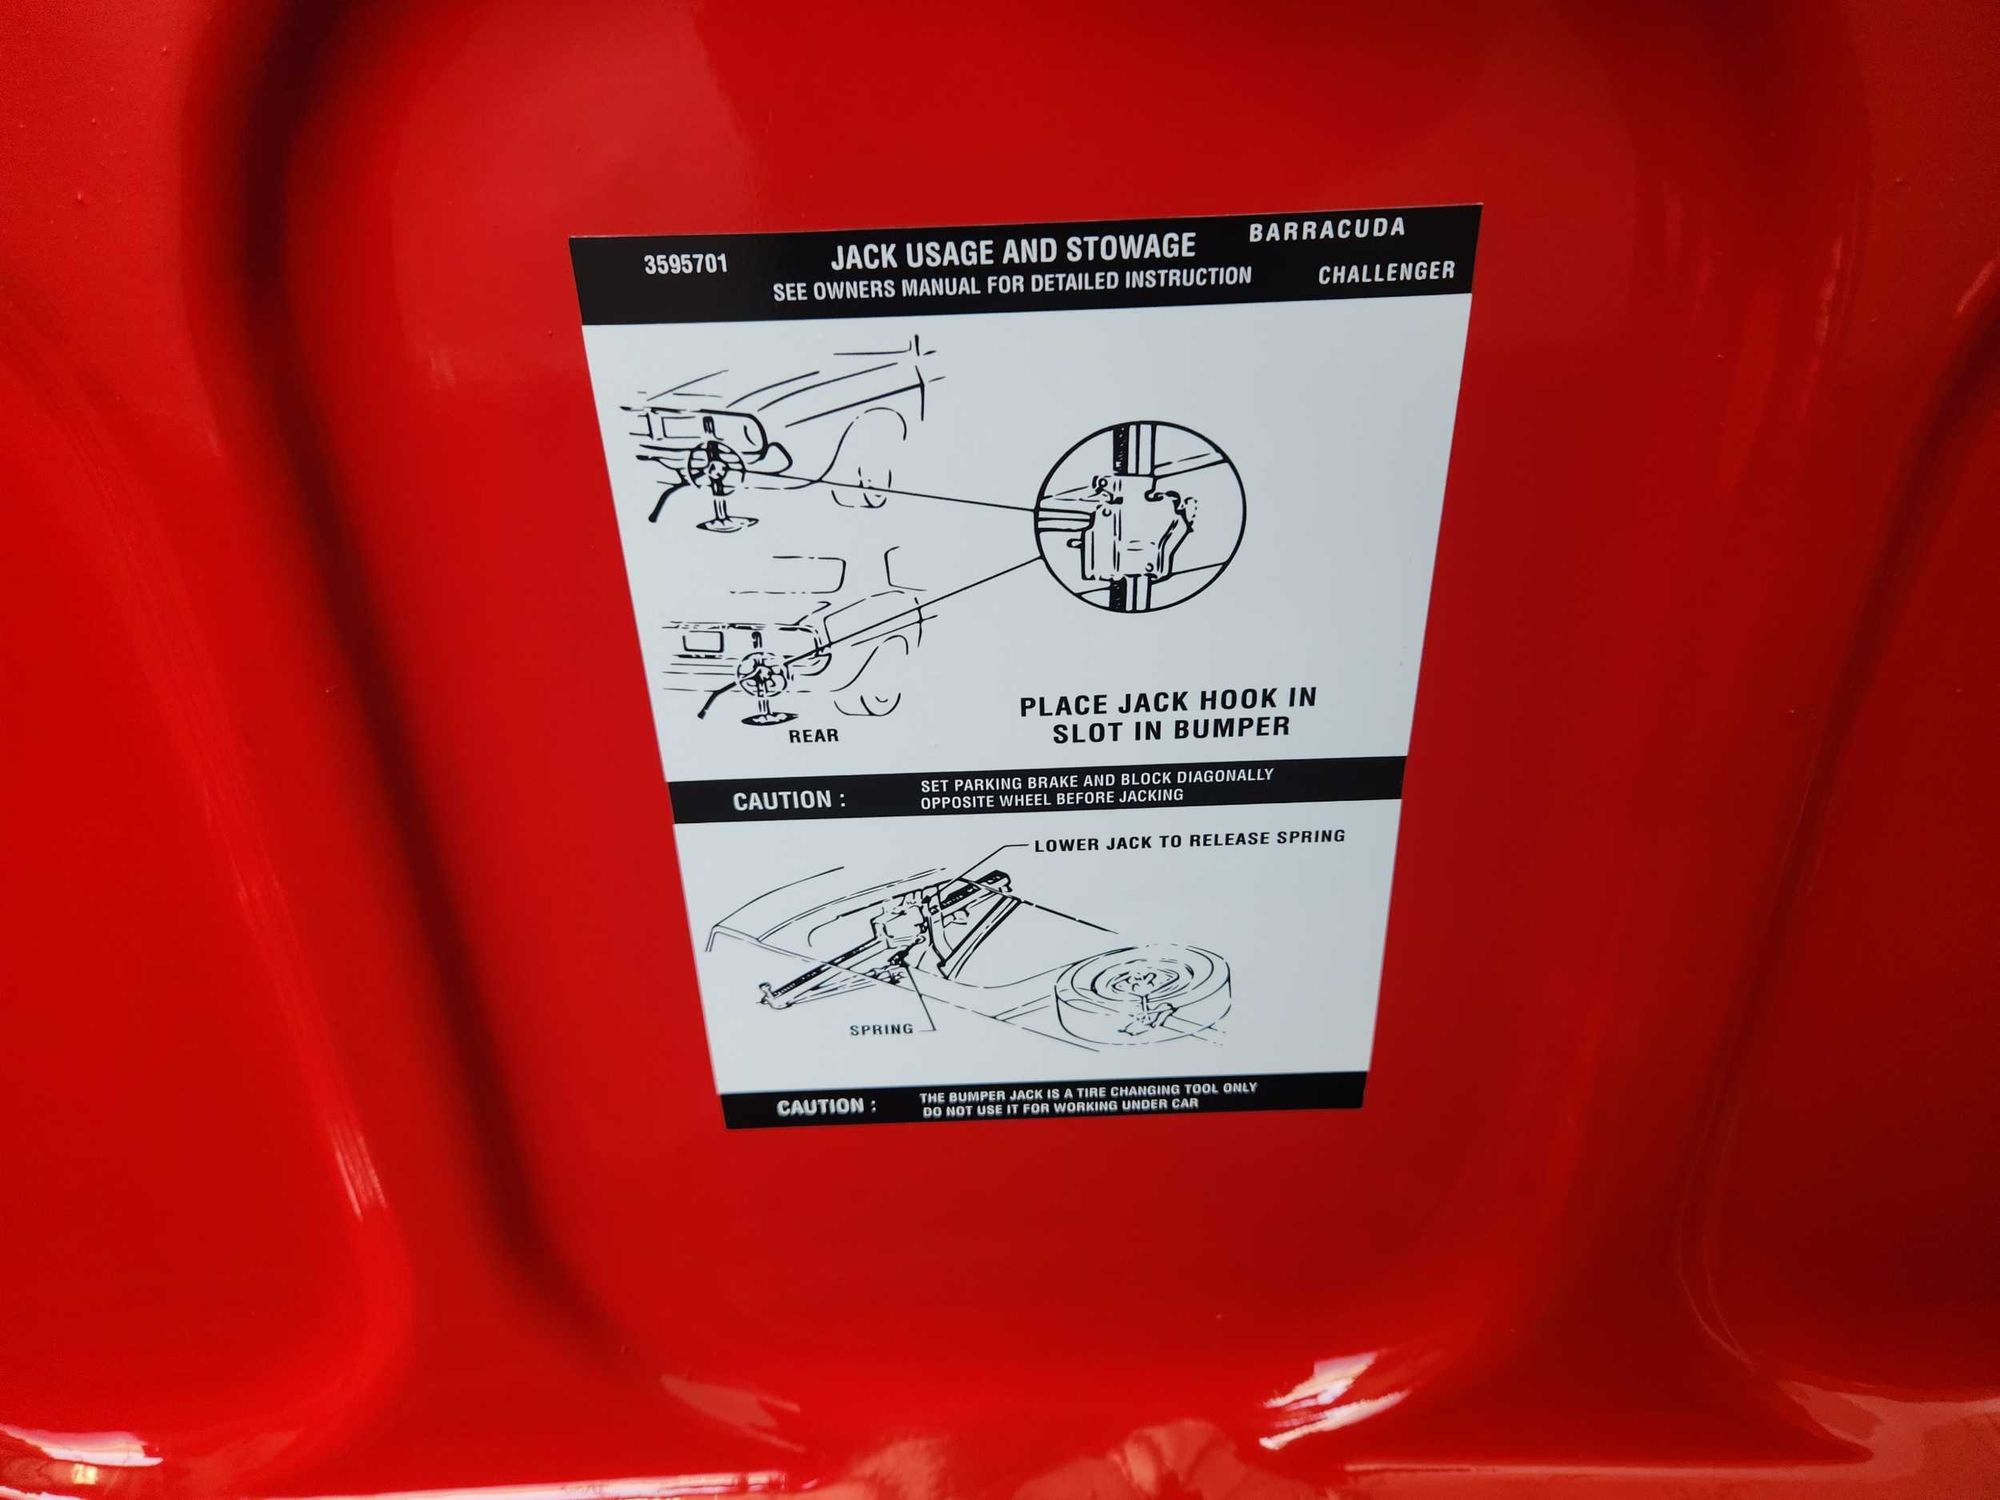 3595701
JACK USAGE AND STOWAGE
SEE OWNERS MANUAL FOR DETAILED INSTRUCTION
BARRACUDA
CHALLENGER
REAR
PLACE JACK HOOK IN
SLOT IN BUMPER
CAUTION :
SET PARKING BRAKE AND BLOCK DIAGONALLY
OPPOSITE WHEEL BEFORE JACKING
LOWER JACK TO RELEASE SPRING
SPRING
CAUTION :
THE BUMPER JACK IS A TIRE CHANGING TOOL ONLY
DO NOT USE IT FOR WORKING UNDER CAR